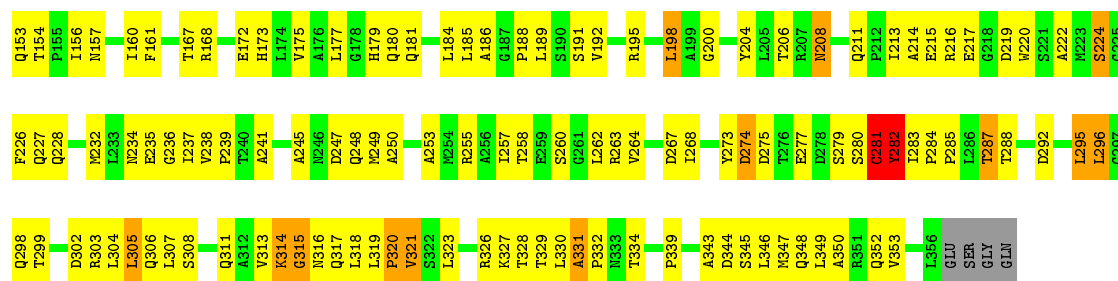 Q153 T154 P155 I156 N157 I160 F161 T167 R168 E172 H173 L174 V175 A176 L177 G178 H179 Q180 Q181 L184 L185 A186 G187 P188 L189 S190 S191 V192 R195 L198 A199 G200 Y204 L205 T206 R207 N208 Q211 P212 I213 A214 E215 R216 E217 G218 D219 W220 S221 A222 M223 S224 G225
F226 Q227 Q228 M232 L233 N234 E235 G236 I237 V238 P239 T240 A241 A245 N246 D247 Q248 M249 A250 A253 M254 R255 A256 I257 T258 E259 S260 G261 L262 R263 V264 D267 I268 Y273 D274 D275 T276 E277 D278 S279 S280 C281 Y282 I283 P284 P285 L286 T287 T288 D292 L295 L296 G297
Q298 T299 D302 R303 L304 L305 Q306 L307 S308 Q311 A312 V313 K314 G315 N316 Q317 L318 L319 P320 V321 S322 L323 R326 K327 T328 T329 L330 A331 P332 N333 T334 P339 A343 D344 S345 L346 M347 Q348 L349 A350 R351 Q352 V353 L356 GLU SER GLY GLN